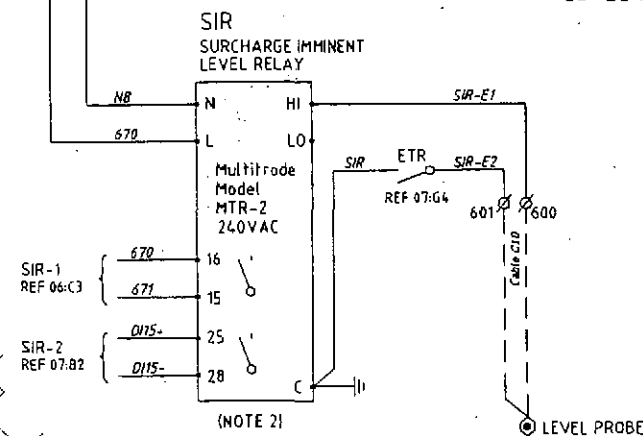 SIR
SURCHARGE IMMINENT
LEVEL RELAY
N8 N HI SIR-E1
670 L LO
SIR ETR SIR-E2
REF 07:G4
Multitrode
Model
MTR-2
240VAC
601 600
Cable C10
SIR-1
REF 06:C3
670 16
671 15
SIR-2
REF 07:B2
DI15+ 25
DI15- 28
C
(NOTE 2)
LEVEL PROBE